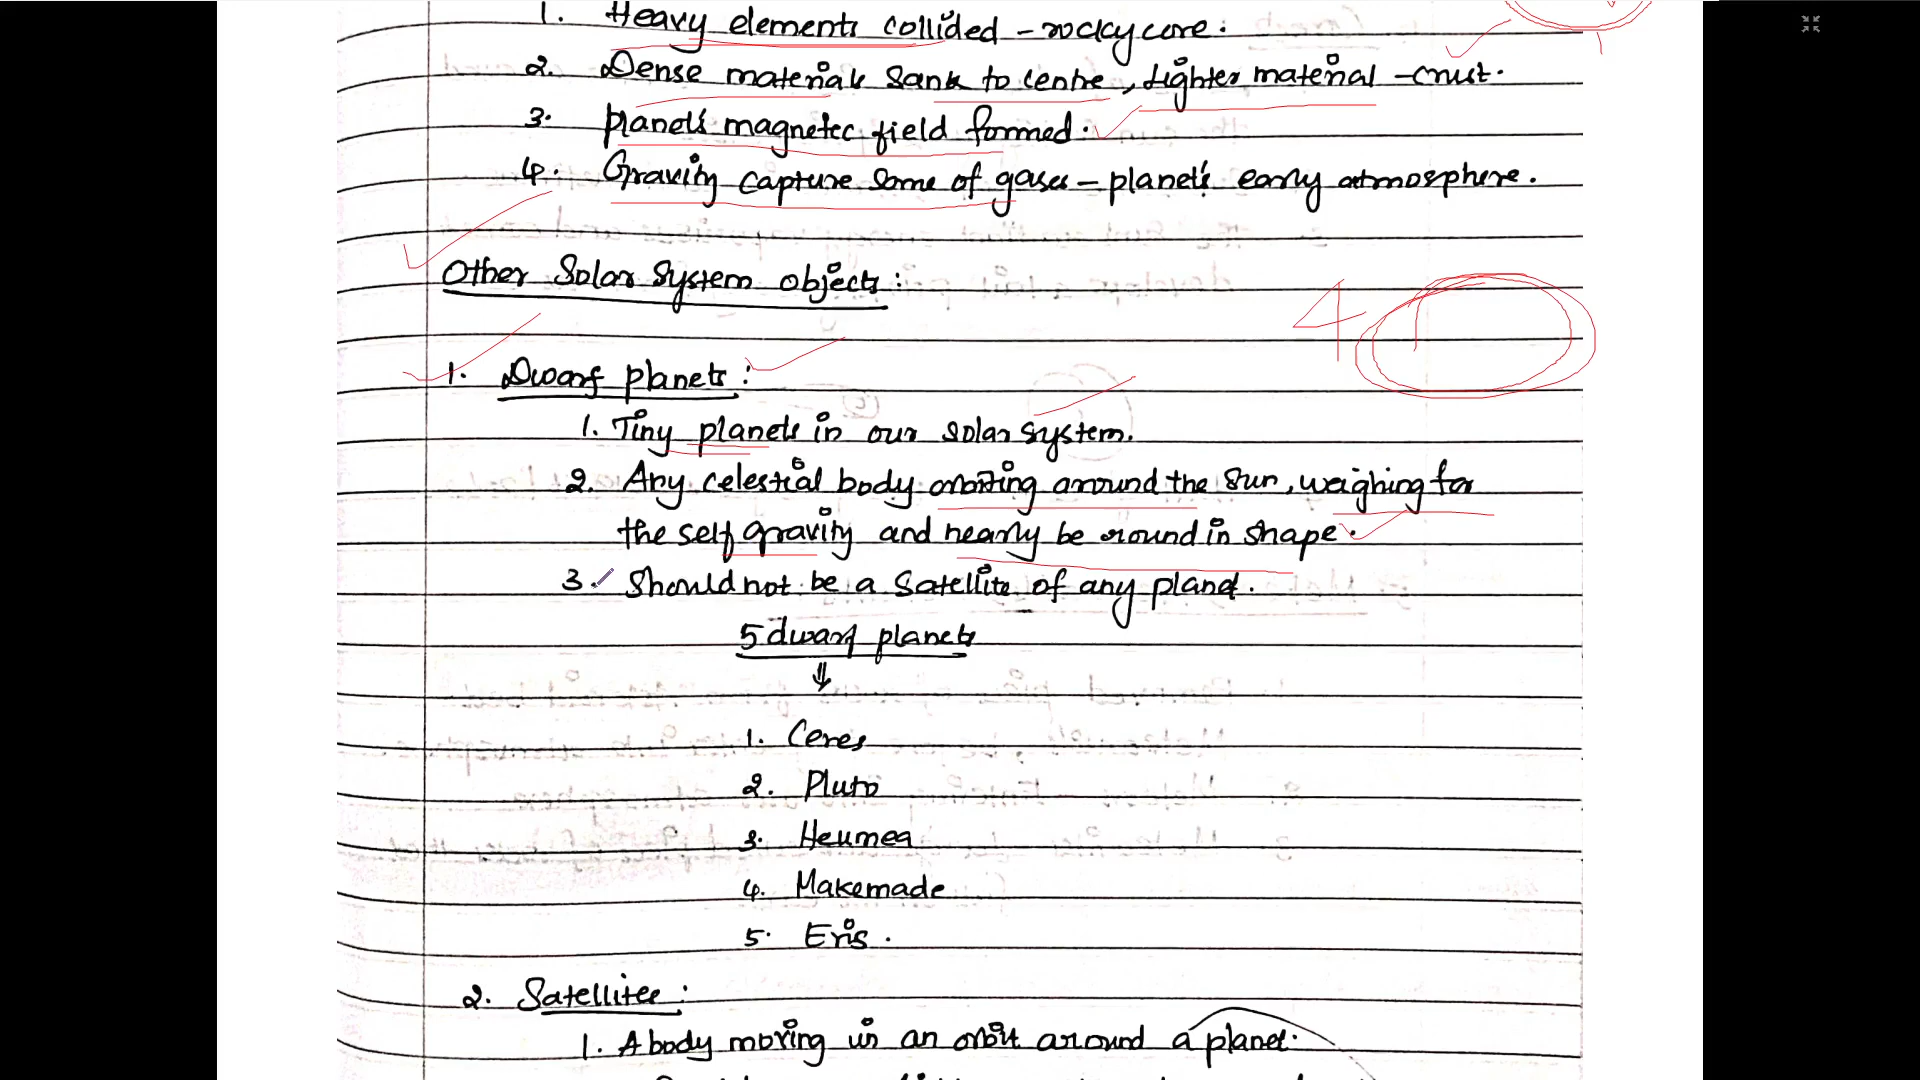 1. Heavy elements collided - rocky core.
2. Dense materials sank to centre, Lighter material - crust.
3. planet's magnetec field formed.
4. Gravity capture some of gases - planet's early atmosphere.
Other Solar System objects:
1. Dwarf planets:
1. Tiny planets in our solar system.
2. Any celestial body orbiting around the Sun, weighing for
the self gravity and nearly be round in shape.
3. Should not be a satellite of any planet.
5 dwarf planets
⇓
1. Ceres
2. Pluto
3. Heumea
4. Makemade
5. Eris.
2. Satellites:
1. A body moving in an orbit around a planet.